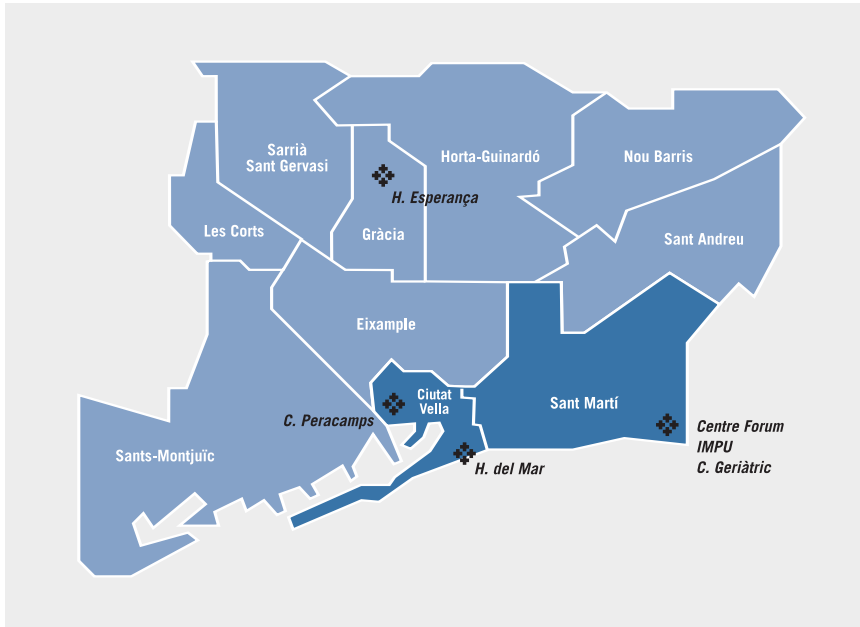 Sarrià
Sant Gervasi
Horta-Guinardó
Nou Barris
H. Esperança
Les Corts
Gràcia
Sant Andreu
Eixample
Ciutat
Vella
Sant Martí
C. Peracamps
Centre Forum
IMPU
C. Geriàtric
Sants-Montjuïc
H. del Mar